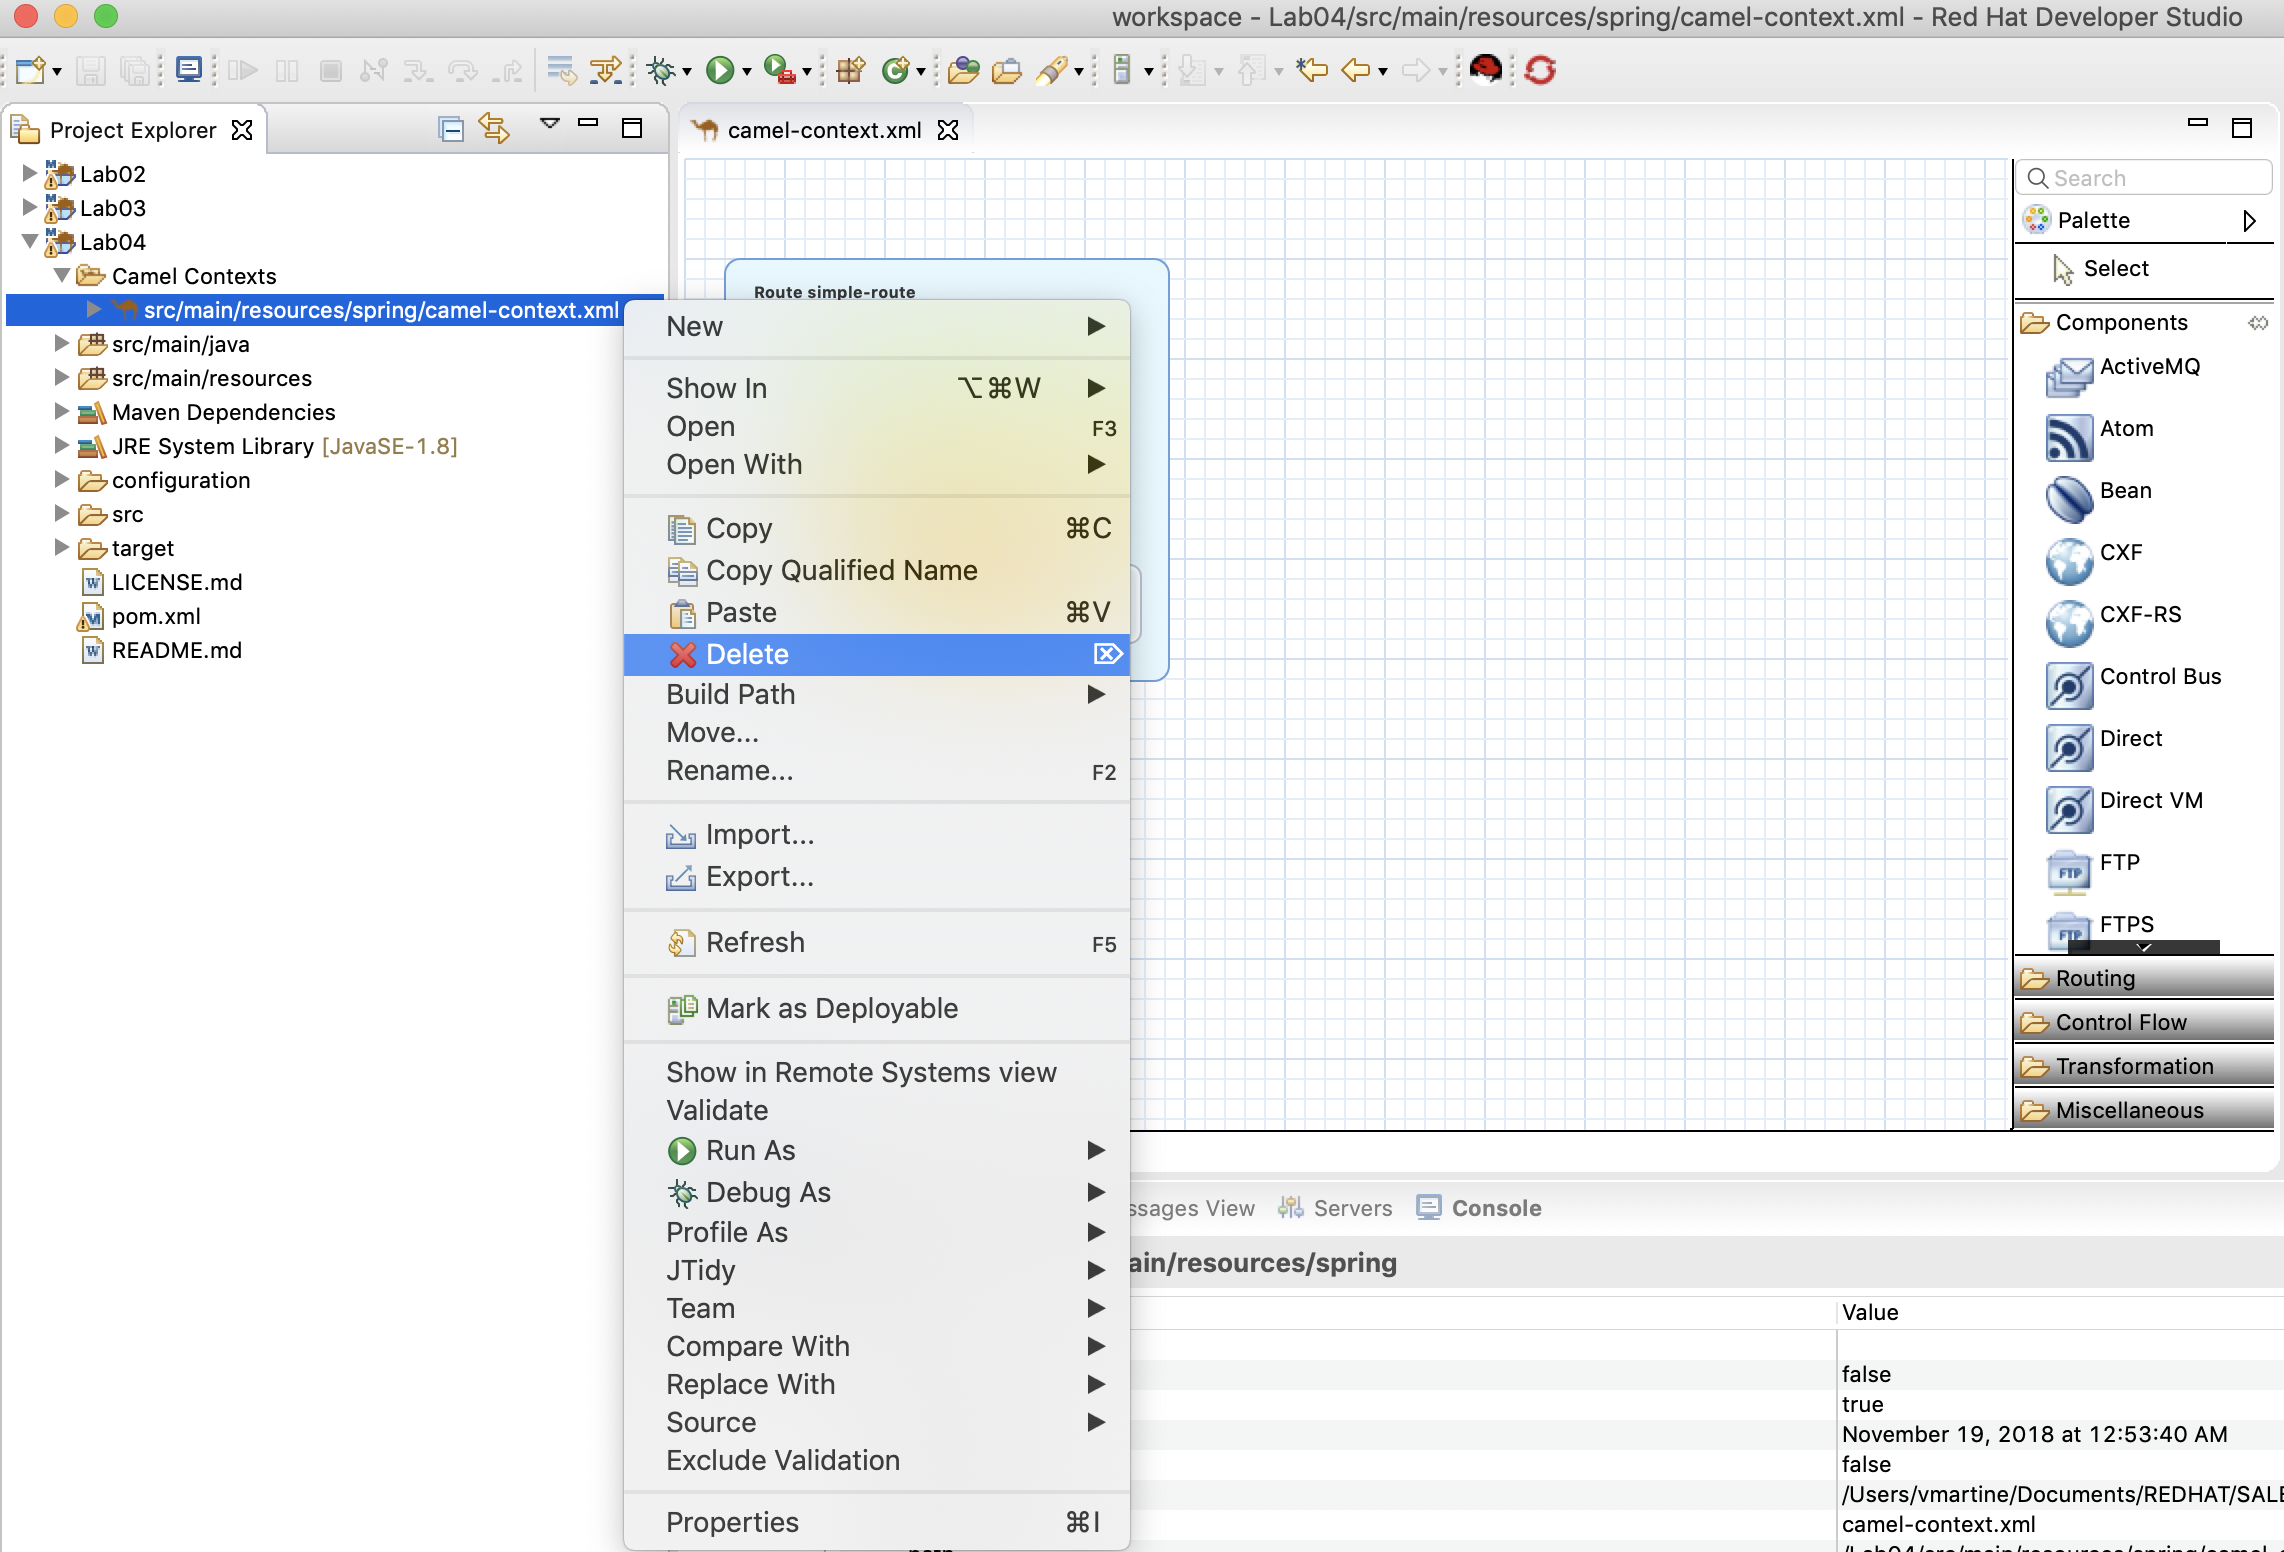 workspace - Lab04/src/main/resources/spring/camel-context.xml - Red Hat Developer Studio
Project Explorer
Lab02
Lab03
Lab04
Camel Contexts
src/main/resources/spring/camel-context.xml
src/main/java
src/main/resources
Maven Dependencies
JRE System Library [JavaSE-1.8]
configuration
src
target
LICENSE.md
pom.xml
README.md
camel-context.xml
Route simple-route
New
Show In ⌥⌘W
Open F3
Open With
Copy ⌘C
Copy Qualified Name
Paste ⌘V
Delete
Build Path
Move...
Rename... F2
Import...
Export...
Refresh F5
Mark as Deployable
Show in Remote Systems view
Validate
Run As
Debug As
Profile As
JTidy
Team
Compare With
Replace With
Source
Exclude Validation
Properties ⌘I
Search
Palette
Select
Components
ActiveMQ
Atom
Bean
CXF
CXF-RS
Control Bus
Direct
Direct VM
FTP
FTPS
Routing
Control Flow
Transformation
Miscellaneous
ssages View Servers Console
ain/resources/spring
Value
false
true
November 19, 2018 at 12:53:40 AM
false
/Users/vmartine/Documents/REDHAT/SALE
camel-context.xml